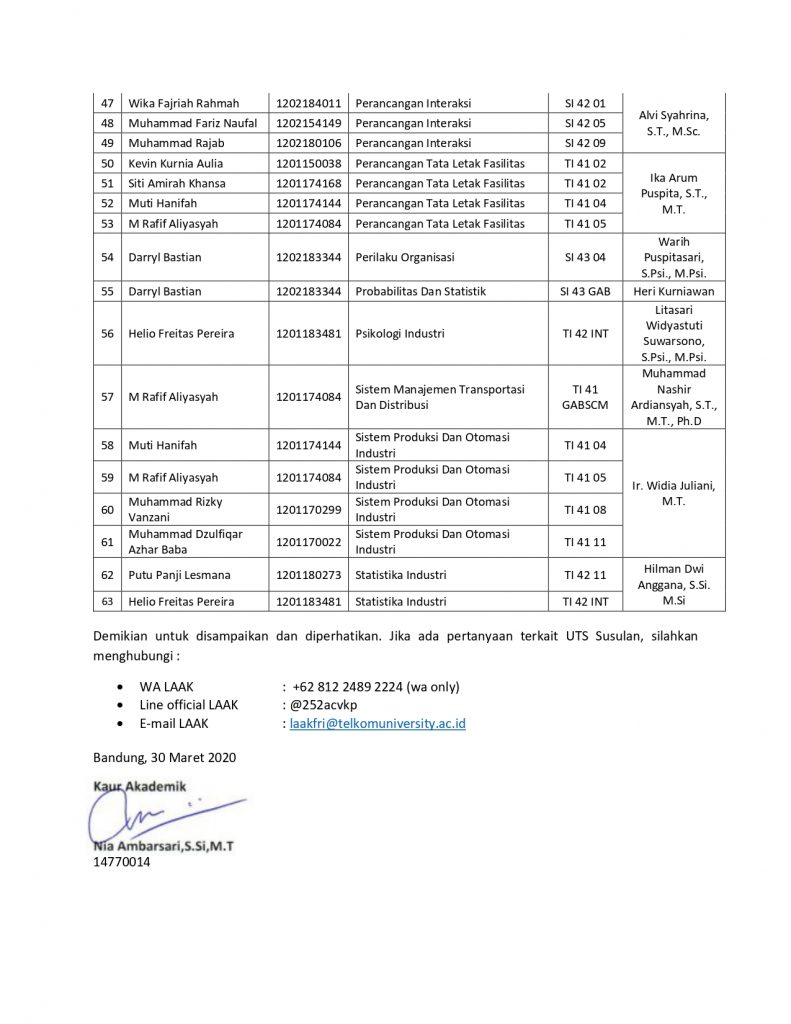 47 Wika Fajriah Rahmah 1202184011 Perancangan Interaksi SI 42 01
48 Muhammad Fariz Naufal 1202154149 Perancangan Interaksi SI 42 05
49 Muhammad Rajab 1202180106 Perancangan Interaksi SI 42 09
Alvi Syahrina,
S.T., M.Sc.
50 Kevin Kurnia Aulia 1201150038 Perancangan Tata Letak Fasilitas TI 41 02
51 Siti Amirah Khansa 1201174168 Perancangan Tata Letak Fasilitas TI 41 02
52 Muti Hanifah 1201174144 Perancangan Tata Letak Fasilitas TI 41 04
53 M Rafif Aliyasyah 1201174084 Perancangan Tata Letak Fasilitas TI 41 05
Ika Arum
Puspita, S.T.,
M.T.
54 Darryl Bastian 1202183344 Perilaku Organisasi SI 43 04
Warih
Puspitasari,
S.Psi., M.Psi.
55 Darryl Bastian 1202183344 Probabilitas Dan Statistik SI 43 GAB Heri Kurniawan
56 Helio Freitas Pereira 1201183481 Psikologi Industri TI 42 INT
Litasari
Widyastuti
Suwarsono,
S.Psi., M.Psi.
57 M Rafif Aliyasyah 1201174084 Sistem Manajemen Transportasi
Dan Distribusi
TI 41
GABSCM
Muhammad
Nashir
Ardiansyah, S.T.,
M.T., Ph.D
58 Muti Hanifah 1201174144 Sistem Produksi Dan Otomasi
Industri
TI 41 04
59 M Rafif Aliyasyah 1201174084 Sistem Produksi Dan Otomasi
Industri
TI 41 05
60 Muhammad Rizky
Vanzani
1201170299 Sistem Produksi Dan Otomasi
Industri
TI 41 08
61 Muhammad Dzulfiqar
Azhar Baba
1201170022 Sistem Produksi Dan Otomasi
Industri
TI 41 11
Ir. Widia Juliani,
M.T.
62 Putu Panji Lesmana 1201180273 Statistika Industri TI 42 11
63 Helio Freitas Pereira 1201183481 Statistika Industri TI 42 INT
Hilman Dwi
Anggana, S.Si.
M.Si
Demikian untuk disampaikan dan diperhatikan. Jika ada pertanyaan terkait UTS Susulan, silahkan
menghubungi :
• WA LAAK : +62 812 2489 2224 (wa only)
• Line official LAAK : @252acvkp
• E-mail LAAK : laakfri@telkomuniversity.ac.id
Bandung, 30 Maret 2020
Kaur Akademik
Nia Ambarsari,S.Si,M.T
14770014